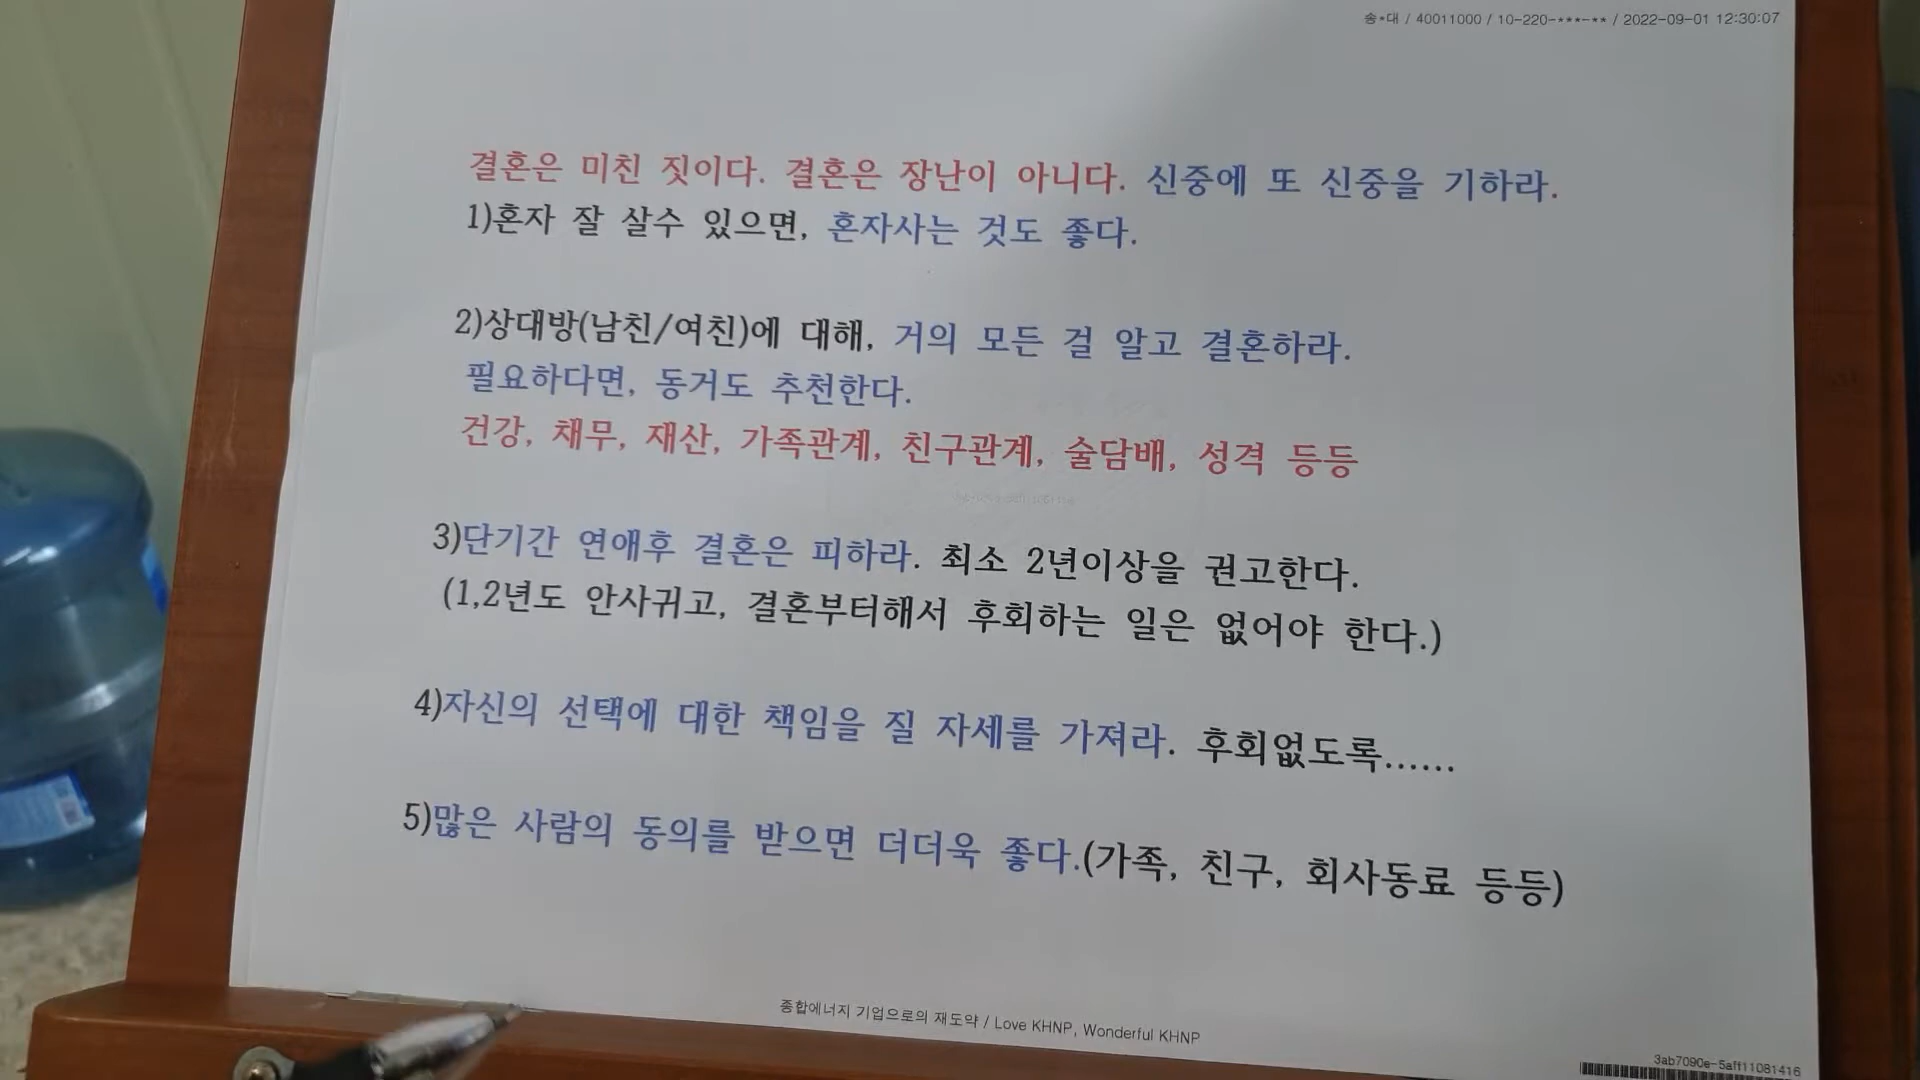 송*대 / 40011000 / 10-220-***-** / 2022-09-01 12:30:07
결혼은 미친 짓이다. 결혼은 장난이 아니다. 신중에 또 신중을 기하라.
1)혼자 잘 살수 있으면, 혼자사는 것도 좋다.
2)상대방(남친/여친)에 대해, 거의 모든 걸 알고 결혼하라.
필요하다면, 동거도 추천한다.
건강, 채무, 재산, 가족관계, 친구관계, 술담배, 성격 등등
3)단기간 연애후 결혼은 피하라. 최소 2년이상을 권고한다.
(1,2년도 안사귀고, 결혼부터해서 후회하는 일은 없어야 한다.)
4)자신의 선택에 대한 책임을 질 자세를 가져라. 후회없도록......
5)많은 사람의 동의를 받으면 더더욱 좋다.(가족, 친구, 회사동료 등등)
종합에너지 기업으로의 재도약 / Love KHNP, Wonderful KHNP
3ab7090e-5aff11081416